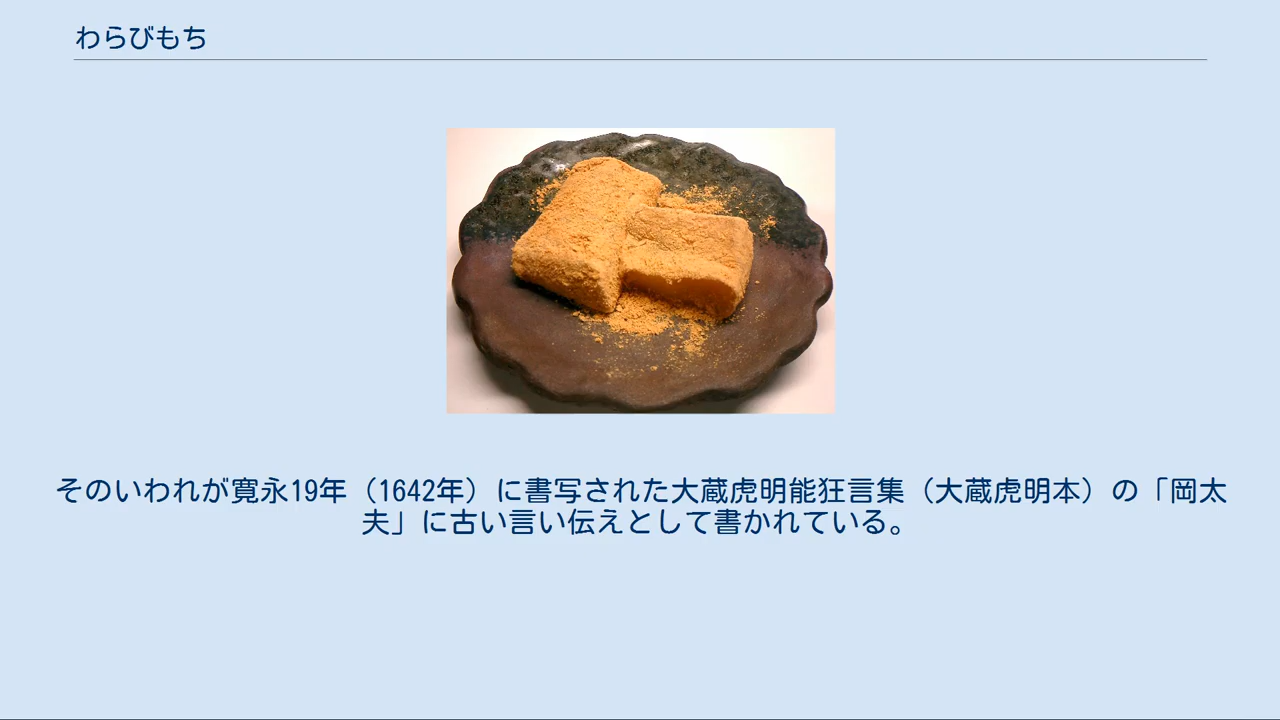 わらびもち
そのいわれが寛永19年（1642年）に書写された大蔵虎明能狂言集（大蔵虎明本）の「岡太
夫」に古い言い伝えとして書かれている。